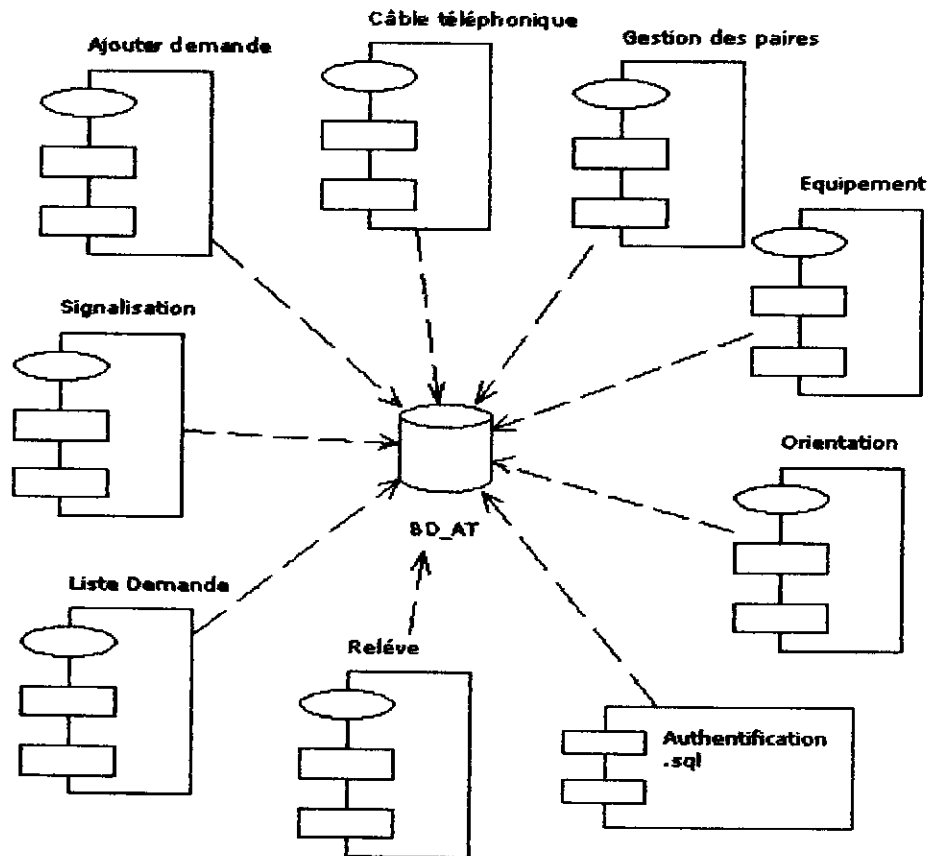 Câble téléphonique
Ajouter demande
Gestion des paires
Equipement
Signalisation
Orientation
BD_AT
Liste Demande
Reléve
Authentification
.sql